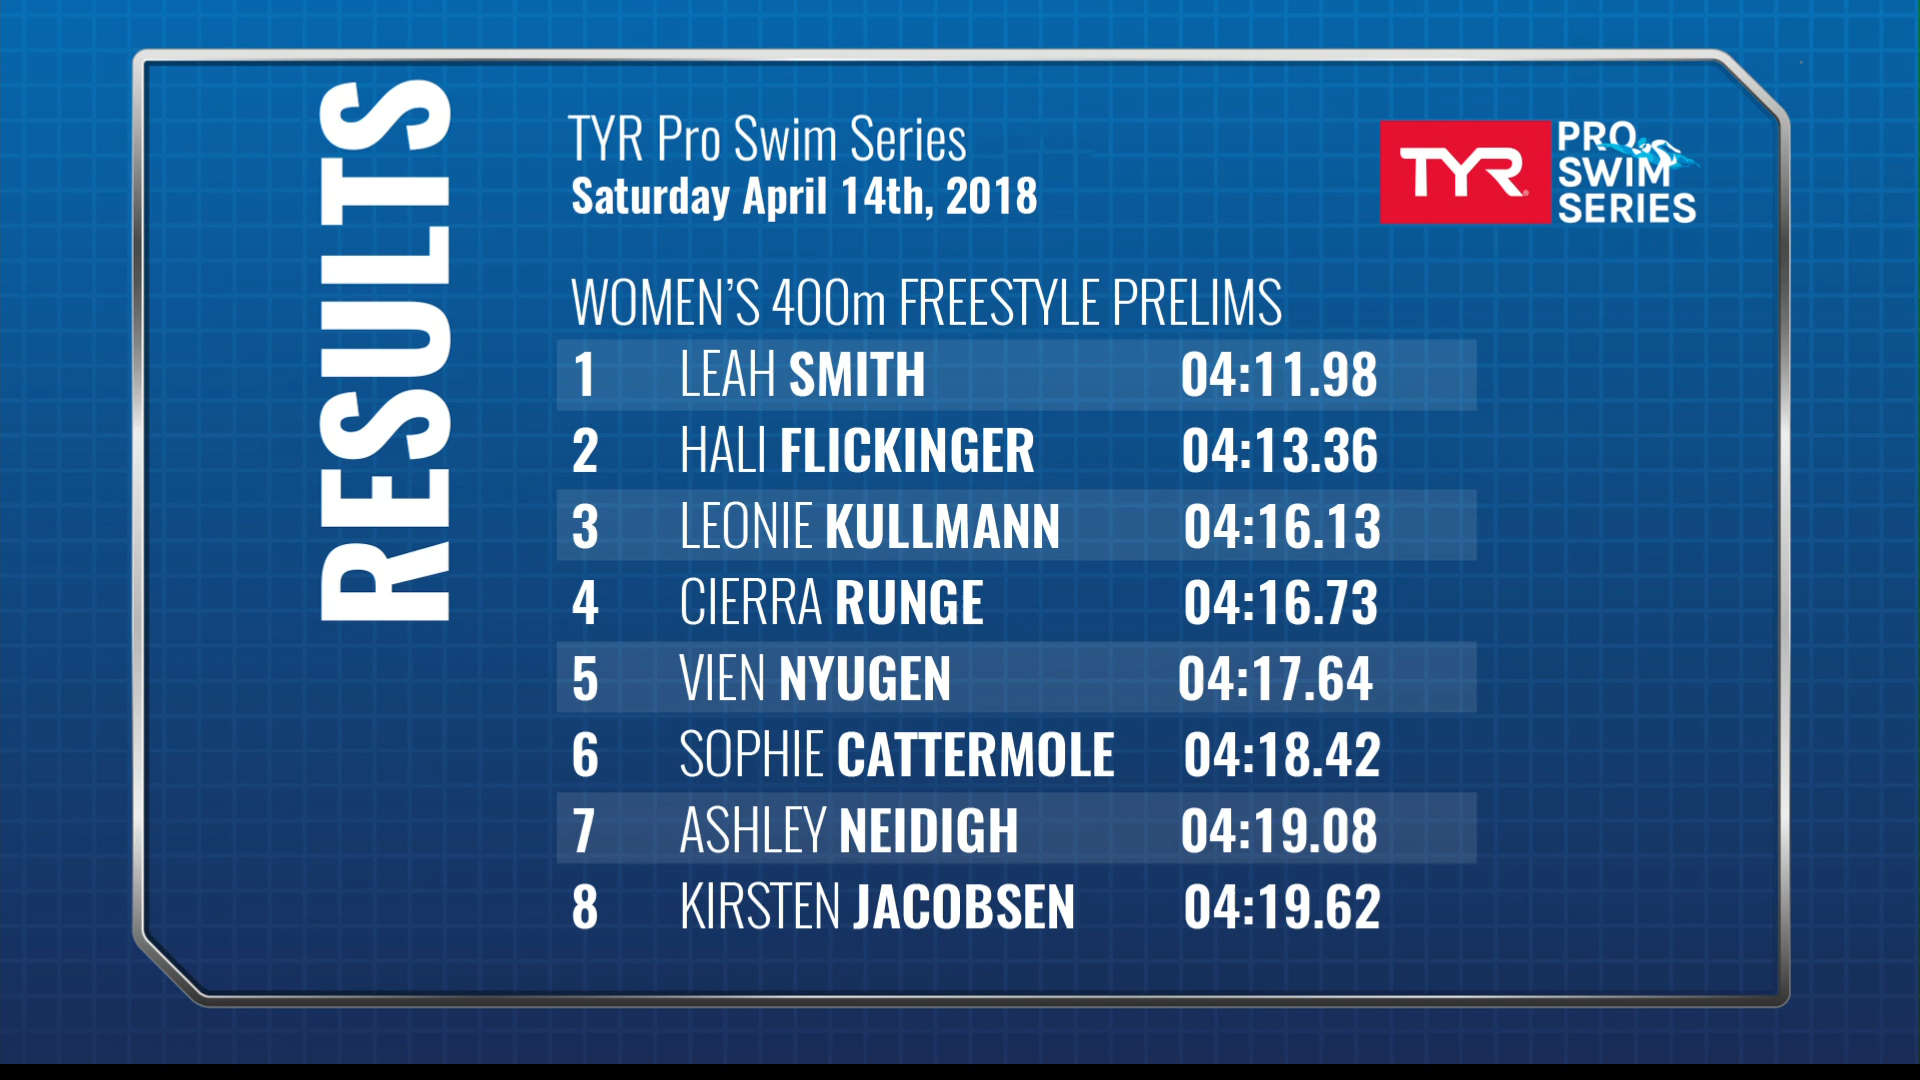 RESULTS
TYR Pro Swim Series
Saturday April 14th, 2018
TYR
PRO
SWIM
SERIES
WOMEN'S 400m FREESTYLE PRELIMS
1 LEAH SMITH 04:11.98
2 HALI FLICKINGER 04:13.36
3 LEONIE KULLMANN 04:16.13
4 CIERRA RUNGE 04:16.73
5 VIEN NYUGEN 04:17.64
6 SOPHIE CATTERMOLE 04:18.42
7 ASHLEY NEIDIGH 04:19.08
8 KIRSTEN JACOBSEN 04:19.62